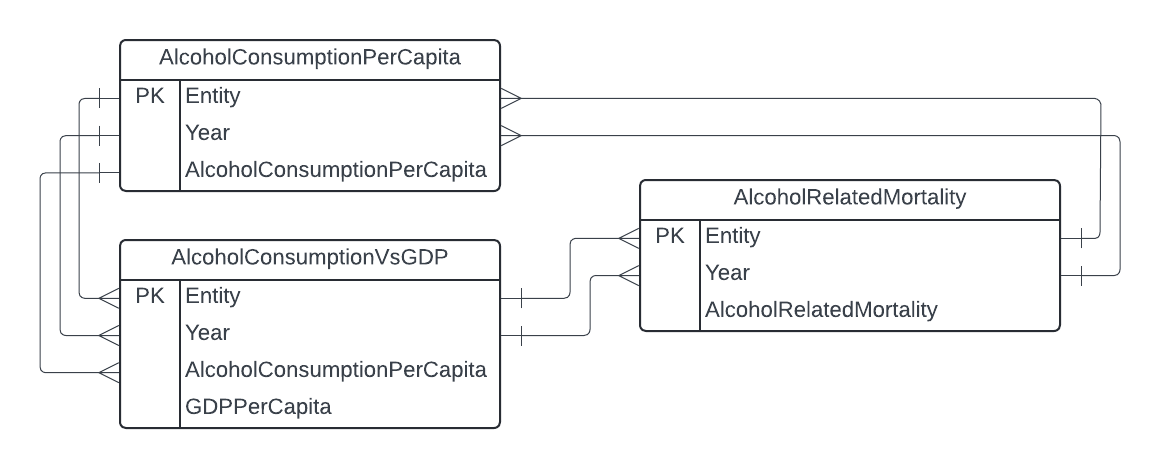 AlcoholConsumptionPerCapita
PK Entity
Year
AlcoholConsumptionPerCapita
AlcoholConsumptionVsGDP
PK Entity
Year
AlcoholConsumptionPerCapita
GDPPerCapita
AlcoholRelatedMortality
PK Entity
Year
AlcoholRelatedMortality